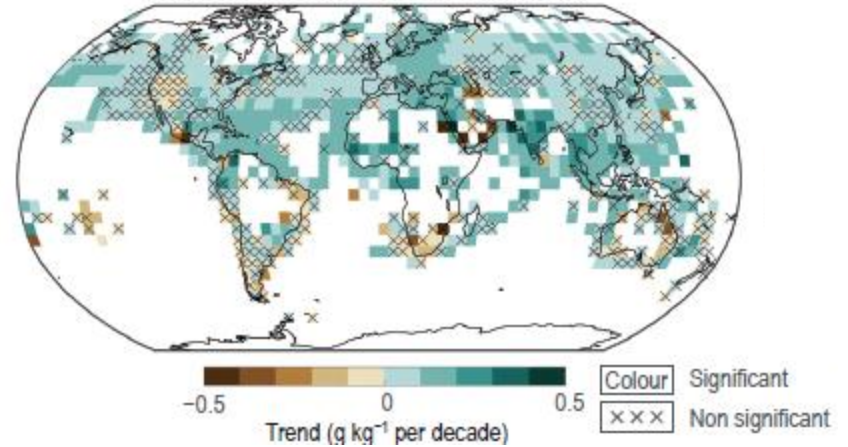 −0.5
0
0.5
Trend (g kg⁻¹ per decade)
Colour Significant
××× Non significant